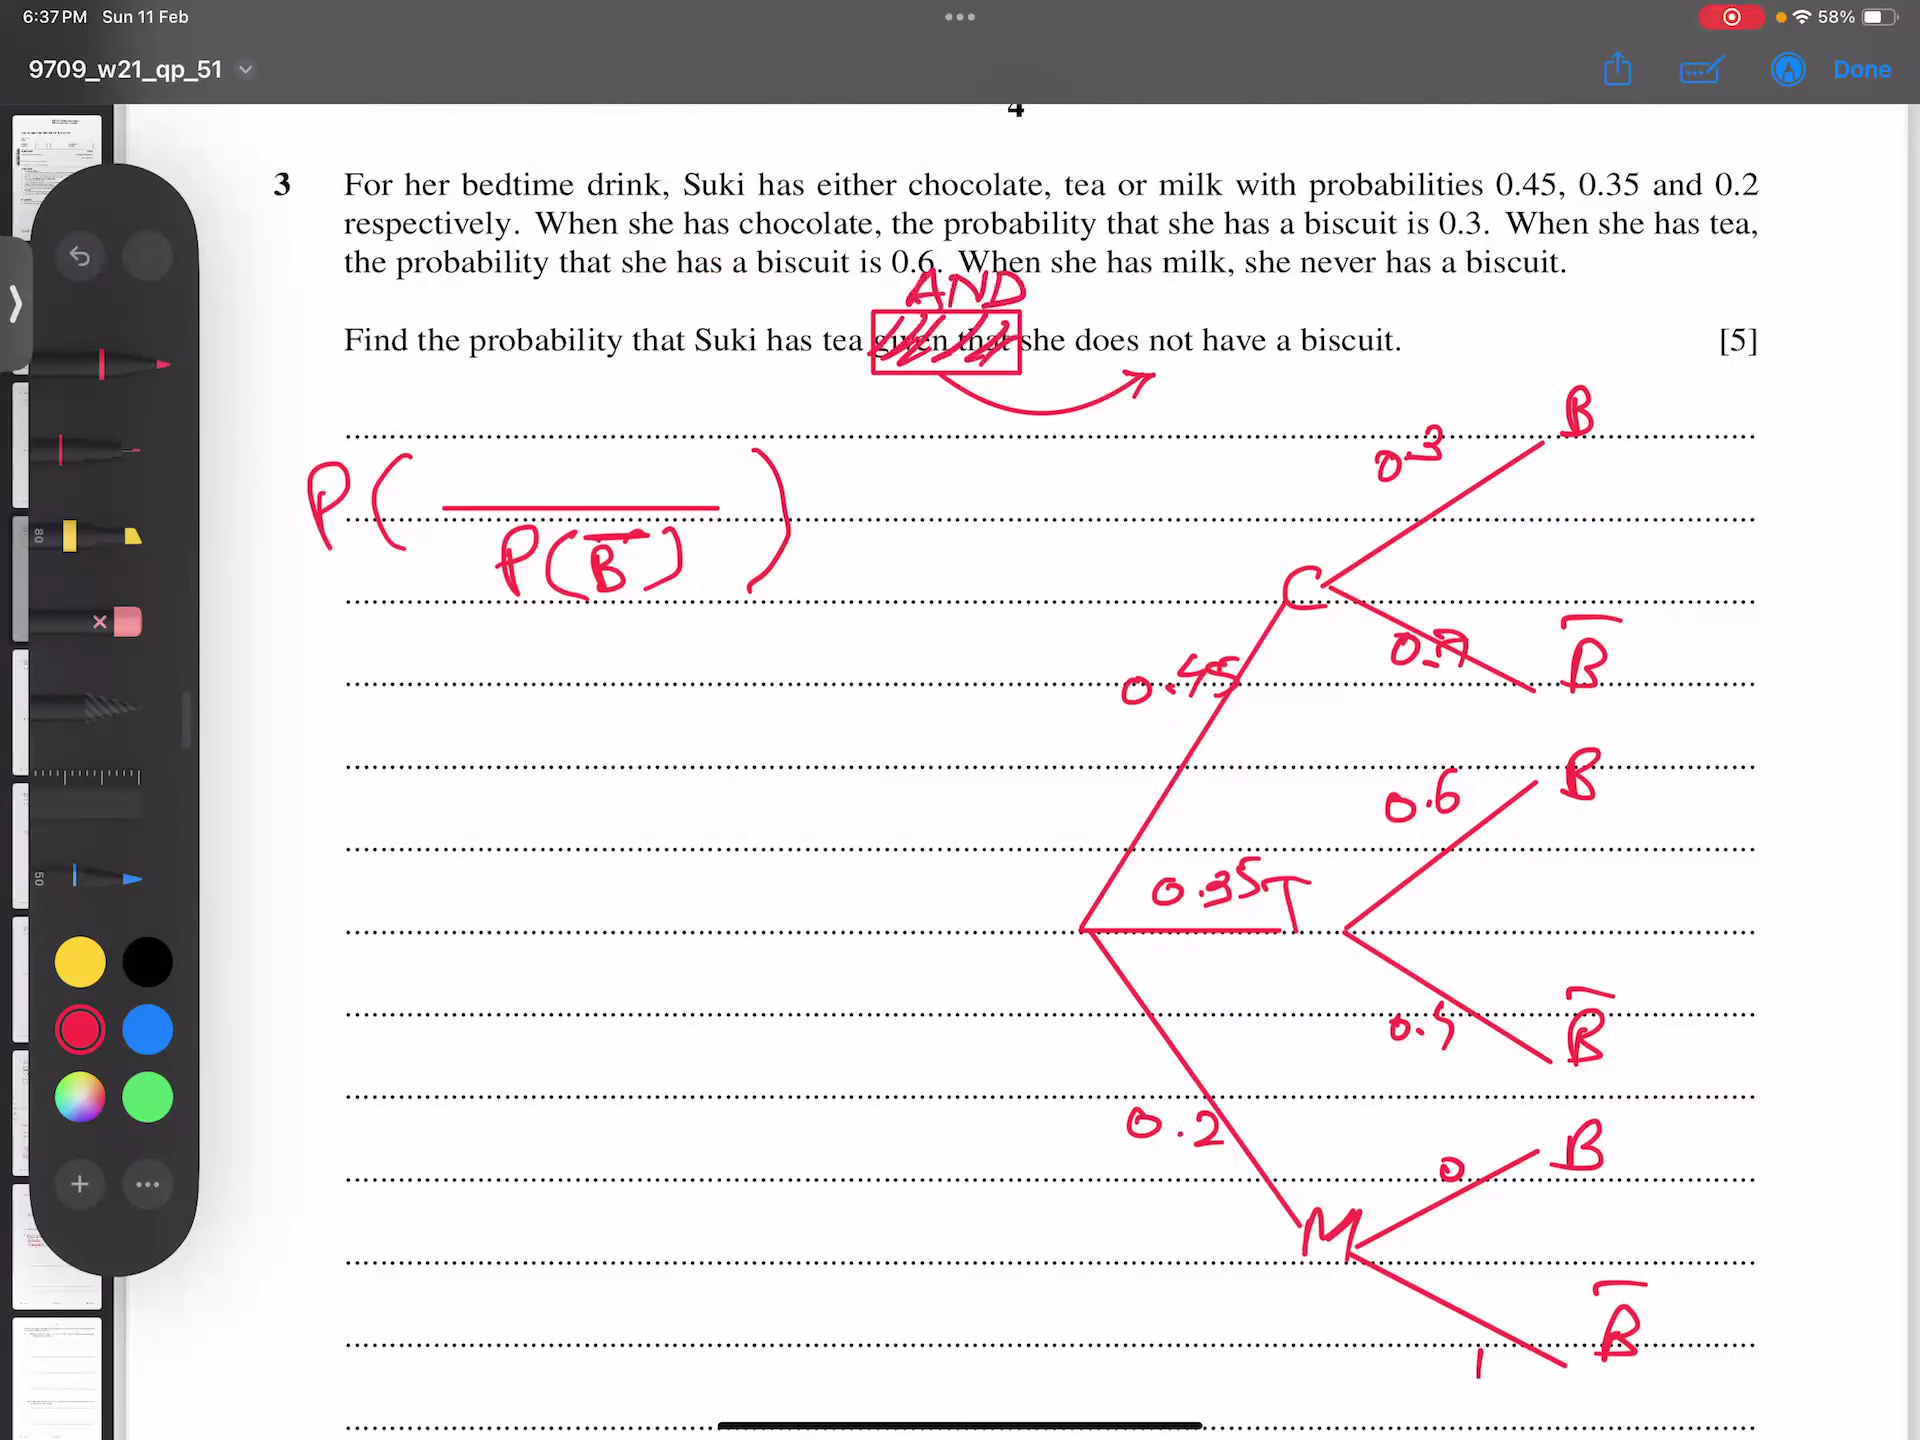 6:37 PM Sun 11 Feb
58%
9709_w21_qp_51
Done
4
3 For her bedtime drink, Suki has either chocolate, tea or milk with probabilities 0.45, 0.35 and 0.2
respectively. When she has chocolate, the probability that she has a biscuit is 0.3. When she has tea,
the probability that she has a biscuit is 0.6. When she has milk, she never has a biscuit.
AND
Find the probability that Suki has tea given that she does not have a biscuit. [5]
B
0.3
P( )
P(B̅)
C
0.7 B̅
0.45
B
0.6
0.35 T
0.4 B̅
0.2
B
0
M
B̅
1
80
50